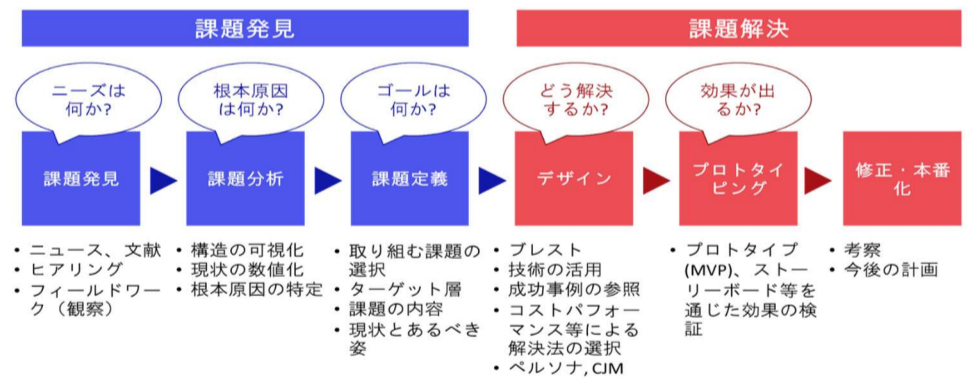 課題発見
課題解決
ニーズは
何か?
根本原因
は何か?
ゴールは
何か?
どう解決
するか?
効果が出
るか?
課題発見
課題分析
課題定義
デザイン
プロトタイ
ピング
修正・本番
化
• ニュース、文献
• ヒアリング
• フィールドワー
ク（観察）
• 構造の可視化
• 現状の数値化
• 根本原因の特定
• 取り組む課題の
選択
• ターゲット層
• 課題の内容
• 現状とあるべき
姿
• ブレスト
• 技術の活用
• 成功事例の参照
• コストパフォー
マンス等による
解決法の選択
• ペルソナ, CJM
• プロトタイプ
(MVP)、ストー
リーボード等を
通じた効果の検
証
• 考察
• 今後の計画